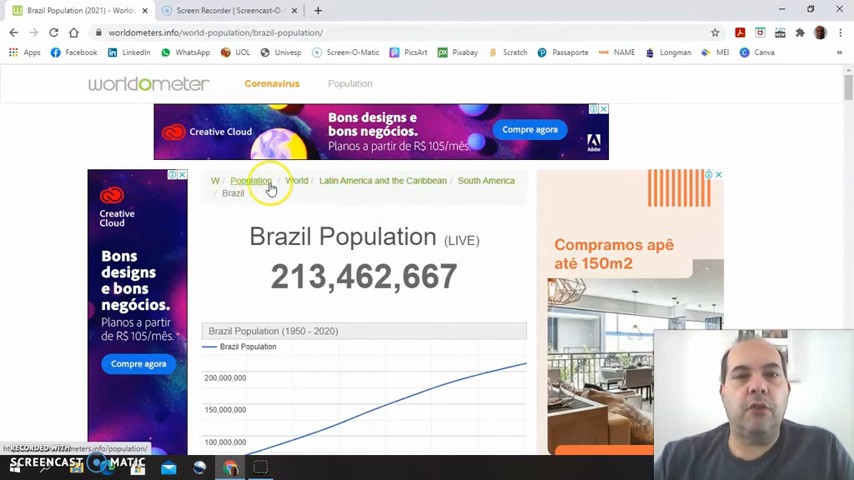 Brazil Population (2021) - World
Screen Recorder | Screencast-O-
worldometers.info/world-population/brazil-population/
Apps
Facebook
LinkedIn
WhatsApp
UOL
Univesp
Screen-O-Matic
PicsArt
Pixabay
Scratch
Passaporte
NAME
Longman
MEI
Canva
worldometer
Coronavirus
Population
Creative Cloud
Bons designs e
bons negócios.
Planos a partir de R$ 105/mês.
Compre agora
Adobe
W / Population / World / Latin America and the Caribbean / South America
/ Brazil
Creative
Cloud
Bons
designs
e bons
negócios.
Planos a partir
de R$ 105/mês.
Compre agora
Brazil Population (LIVE)
213,462,667
Brazil Population (1950 - 2020)
Brazil Population
200,000,000
150,000,000
100,000,000
Compramos apê
até 150m2
ometers.info/population/
RECORDED WITH
SCREENCAST MATIC